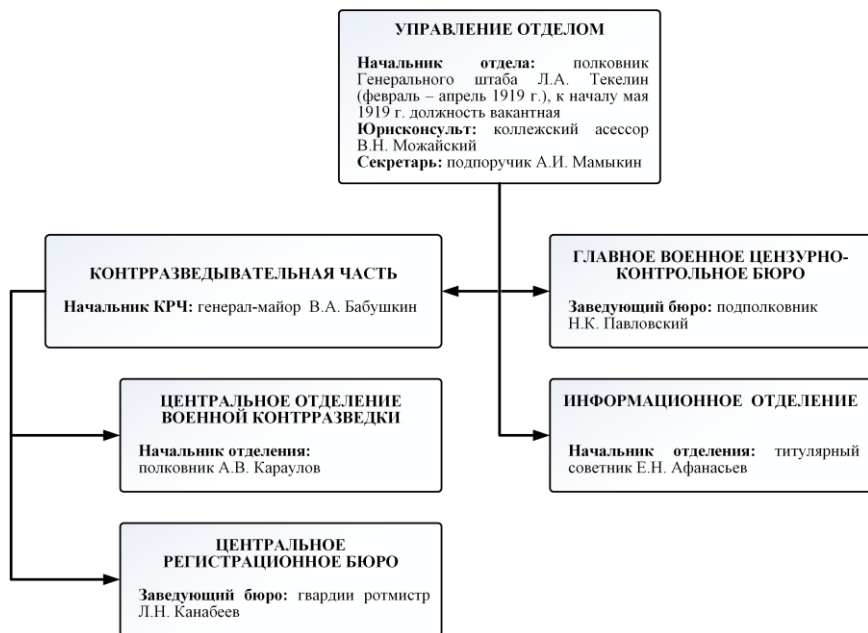 УПРАВЛЕНИЕ ОТДЕЛОМ
Начальник отдела: полковник
Генерального штаба Л.А. Текелин
(февраль – апрель 1919 г.), к началу мая
1919 г. должность вакантная
Юрисконсульт: коллежский асессор
В.Н. Можайский
Секретарь: подпоручик А.И. Мамыкин
КОНТРРАЗВЕДЫВАТЕЛЬНАЯ ЧАСТЬ
Начальник КРЧ: генерал-майор В.А. Бабушкин
ГЛАВНОЕ ВОЕННОЕ ЦЕНЗУРНО-
КОНТРОЛЬНОЕ БЮРО
Заведующий бюро: подполковник
Н.К. Павловский
ЦЕНТРАЛЬНОЕ ОТДЕЛЕНИЕ
ВОЕННОЙ КОНТРРАЗВЕДКИ
Начальник отделения:
полковник А.В. Караулов
ИНФОРМАЦИОННОЕ ОТДЕЛЕНИЕ
Начальник отделения: титулярный
советник Е.Н. Афанасьев
ЦЕНТРАЛЬНОЕ
РЕГИСТРАЦИОННОЕ БЮРО
Заведующий бюро: гвардии ротмистр
Л.Н. Канабеев